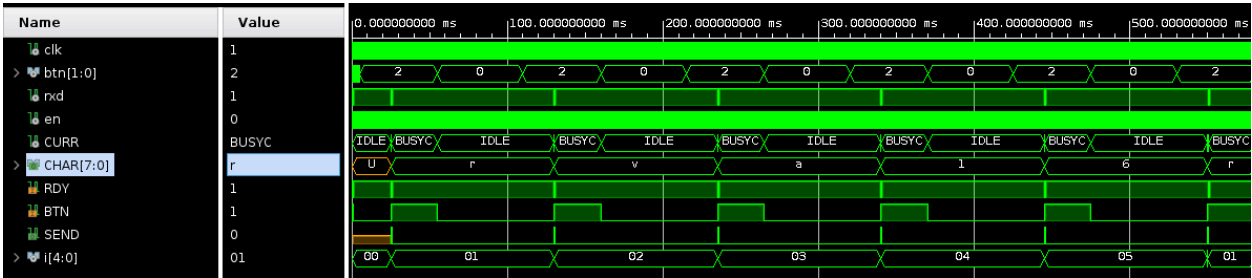 Name Value 0.000000000 ms 100.000000000 ms 200.000000000 ms 300.000000000 ms 400.000000000 ms 500.000000000 ms
clk 1
btn[1:0] 2 2 0 2 0 2 0 2 0 2 0 2
rxd 1
en 0
CURR BUSYC IDLE BUSYC IDLE BUSYC IDLE BUSYC IDLE BUSYC IDLE BUSYC IDLE BUSYC
CHAR[7:0] r U r v a l 6 r
RDY 1
BTN 1
SEND 0
i[4:0] 01 00 01 02 03 04 05 01